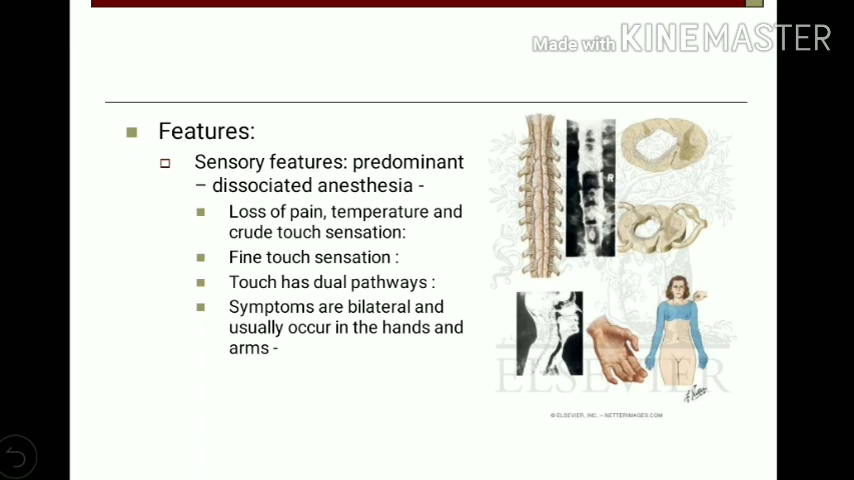 Made with KINEMASTER
Features:
Sensory features: predominant
– dissociated anesthesia -
Loss of pain, temperature and
crude touch sensation:
Fine touch sensation :
Touch has dual pathways :
Symptoms are bilateral and
usually occur in the hands and
arms -
R
ELSEVIER
© ELSEVIER, INC. – NETTERIMAGES.COM